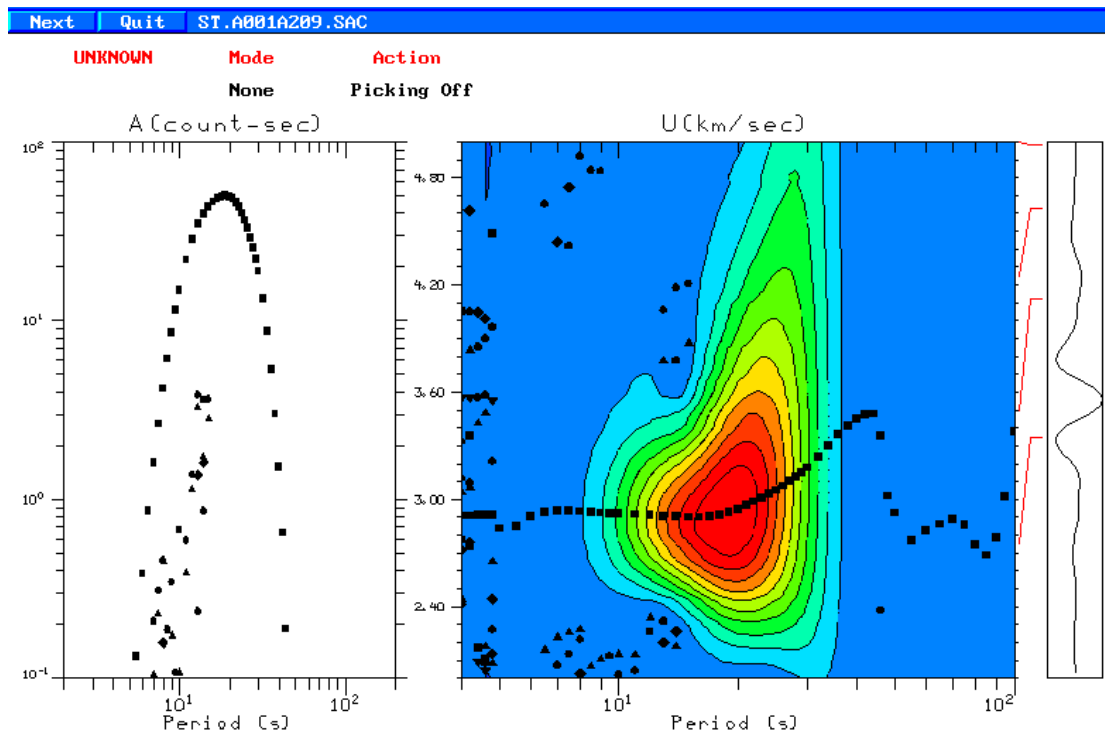 Next Quit ST.A001A209.SAC
UNKNOWN Mode Action
None Picking Off
A(count-sec) U(km/sec)
10²
4.80
4.20
10¹
3.60
10⁰
3.00
2.40
10⁻¹
10¹ 10² 10¹ 10²
Period (s) Period (s)